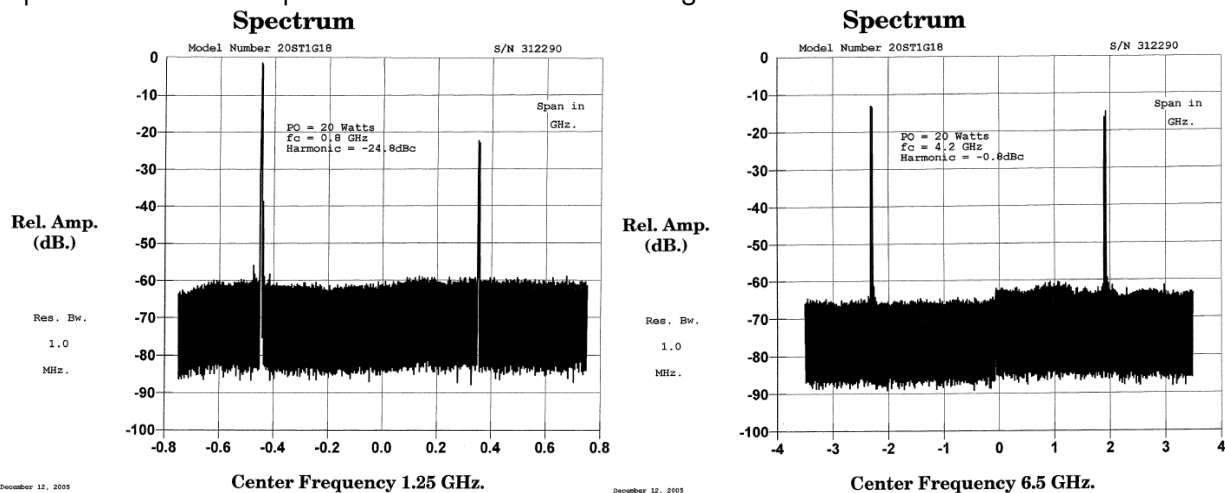 Spectrum
Model Number 20ST1G18 S/N 312290
0
-10
-20
-30
-40
-50
-60
-70
-80
-90
-100
Span in
GHz.
PO = 20 Watts
fc = 0.8 GHz
Harmonic = -24.8dBc
Rel. Amp.
(dB.)
Res. Bw.
1.0
MHz.
-0.8 -0.6 -0.4 -0.2 0.0 0.2 0.4 0.6 0.8
Center Frequency 1.25 GHz.
December 12, 2005
Spectrum
Model Number 20ST1G18 S/N 312290
0
-10
-20
-30
-40
-50
-60
-70
-80
-90
-100
Span in
GHz.
PO = 20 Watts
fc = 4.2 GHz
Harmonic = -0.8dBc
Rel. Amp.
(dB.)
Res. Bw.
1.0
MHz.
-4 -3 -2 -1 0 1 2 3 4
Center Frequency 6.5 GHz.
December 12, 2005